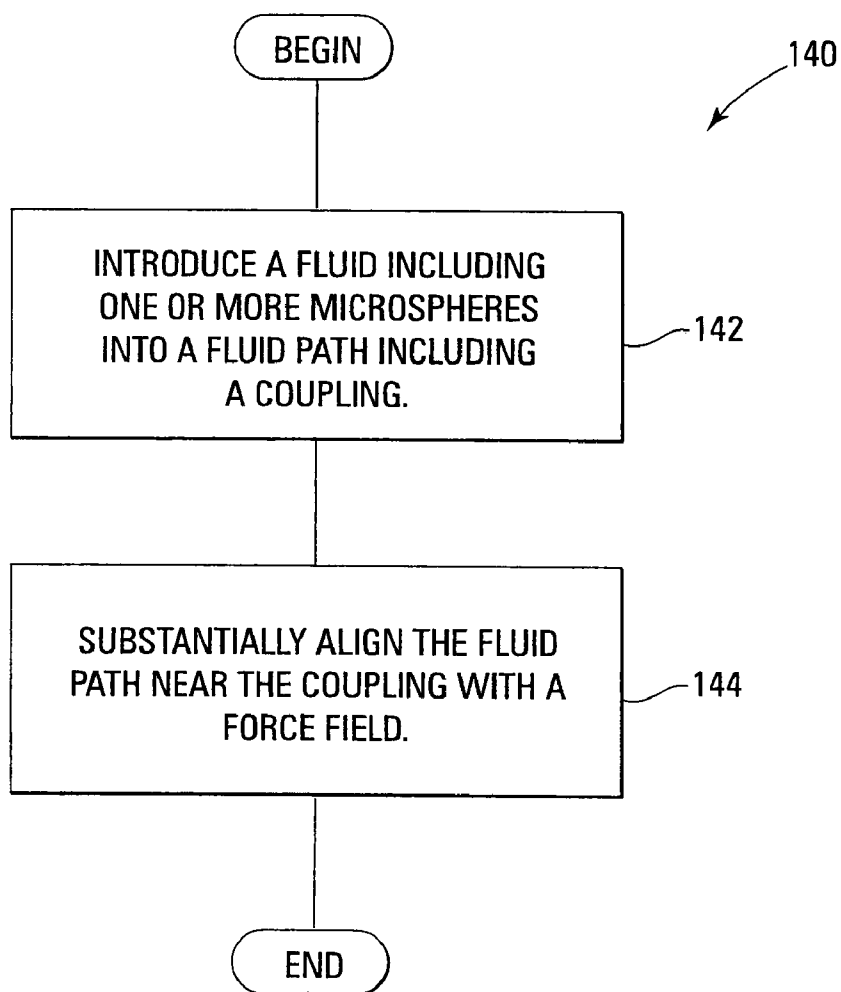 BEGIN
140
INTRODUCE A FLUID INCLUDING
ONE OR MORE MICROSPHERES
INTO A FLUID PATH INCLUDING
A COUPLING.
142
SUBSTANTIALLY ALIGN THE FLUID
PATH NEAR THE COUPLING WITH A
FORCE FIELD.
144
END